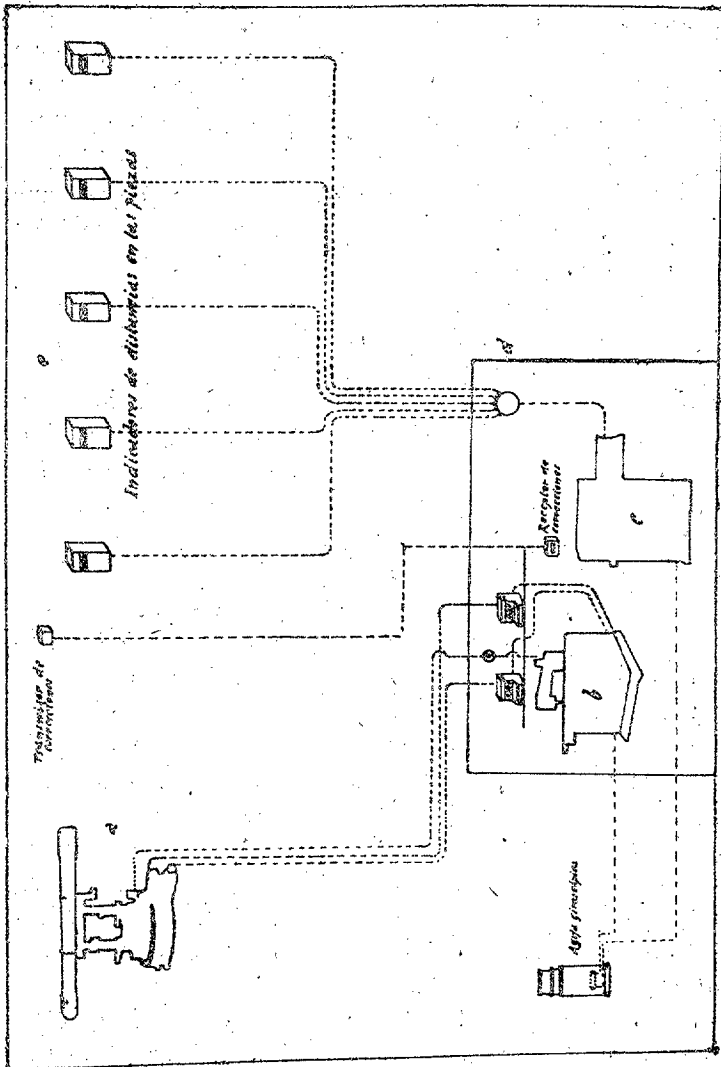 Indicadores de distancias en las piezas
e
d
Receptor de
correcciones
c
b
Transmisor de
correcciones
a
Aguja giroscópica